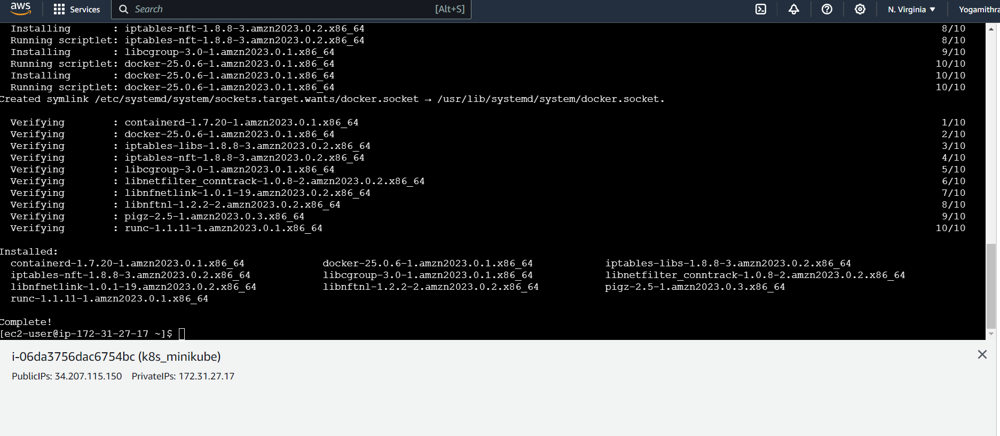 aws Services Search [Alt+S] N. Virginia ▼ Yogamithra
Installing : iptables-nft-1.8.8-3.amzn2023.0.2.x86_64 8/10
Running scriptlet: iptables-nft-1.8.8-3.amzn2023.0.2.x86_64 8/10
Installing : libcgroup-3.0-1.amzn2023.0.1.x86_64 9/10
Running scriptlet: docker-25.0.6-1.amzn2023.0.1.x86_64 10/10
Installing : docker-25.0.6-1.amzn2023.0.1.x86_64 10/10
Running scriptlet: docker-25.0.6-1.amzn2023.0.1.x86_64 10/10
Created symlink /etc/systemd/system/sockets.target.wants/docker.socket → /usr/lib/systemd/system/docker.socket.
Verifying : containerd-1.7.20-1.amzn2023.0.1.x86_64 1/10
Verifying : docker-25.0.6-1.amzn2023.0.1.x86_64 2/10
Verifying : iptables-libs-1.8.8-3.amzn2023.0.2.x86_64 3/10
Verifying : iptables-nft-1.8.8-3.amzn2023.0.2.x86_64 4/10
Verifying : libcgroup-3.0-1.amzn2023.0.1.x86_64 5/10
Verifying : libnetfilter_conntrack-1.0.8-2.amzn2023.0.2.x86_64 6/10
Verifying : libnfnetlink-1.0.1-19.amzn2023.0.2.x86_64 7/10
Verifying : libnftnl-1.2.2-2.amzn2023.0.2.x86_64 8/10
Verifying : pigz-2.5-1.amzn2023.0.3.x86_64 9/10
Verifying : runc-1.1.11-1.amzn2023.0.1.x86_64 10/10
Installed:
containerd-1.7.20-1.amzn2023.0.1.x86_64 docker-25.0.6-1.amzn2023.0.1.x86_64 iptables-libs-1.8.8-3.amzn2023.0.2.x86_64
iptables-nft-1.8.8-3.amzn2023.0.2.x86_64 libcgroup-3.0-1.amzn2023.0.1.x86_64 libnetfilter_conntrack-1.0.8-2.amzn2023.0.2.x86_64
libnfnetlink-1.0.1-19.amzn2023.0.2.x86_64 libnftnl-1.2.2-2.amzn2023.0.2.x86_64 pigz-2.5-1.amzn2023.0.3.x86_64
runc-1.1.11-1.amzn2023.0.1.x86_64
Complete!
[ec2-user@ip-172-31-27-17 ~]$
i-06da3756dac6754bc (k8s_minikube)
PublicIPs: 34.207.115.150 PrivateIPs: 172.31.27.17